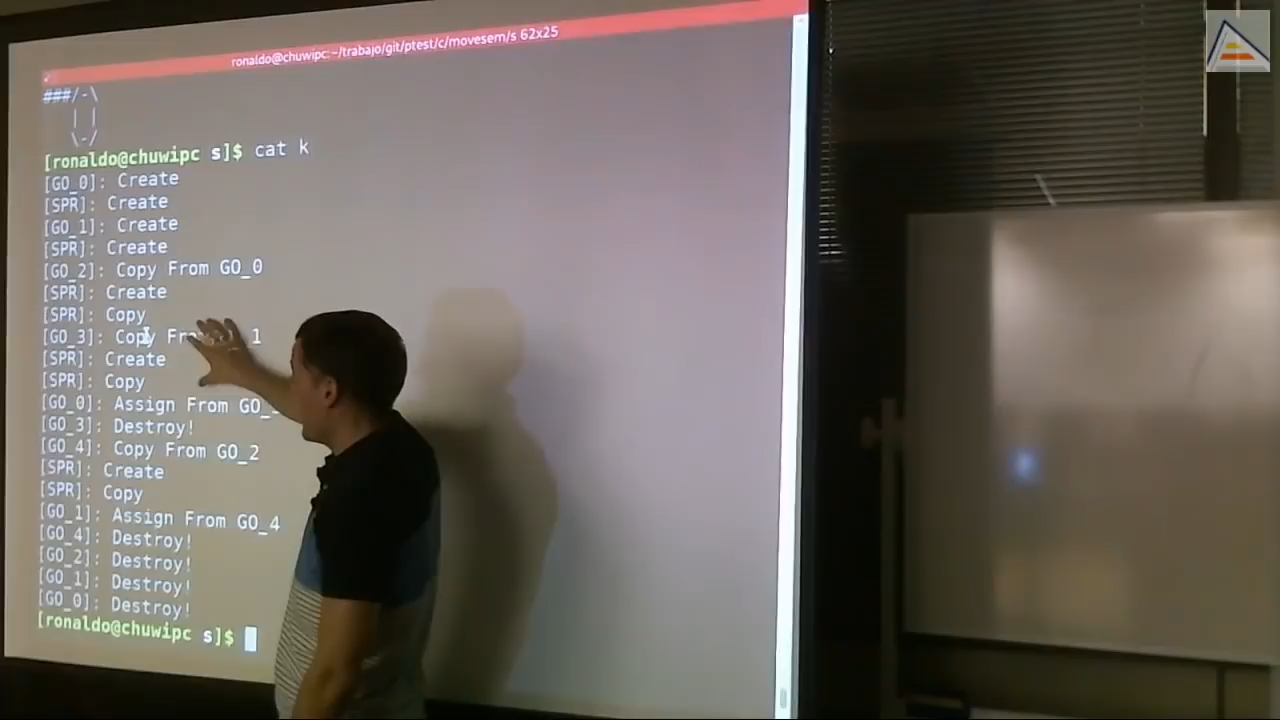 ronaldo@chuwipc: ~/trabajo/git/ptest/c/movesem/s 62x25
###/-\
| |
\-/
[ronaldo@chuwipc s]$ cat k
[GO_0]: Create
[SPR]: Create
[GO_1]: Create
[SPR]: Create
[GO_2]: Copy From GO_0
[SPR]: Create
[SPR]: Copy
[GO_3]: Copy 1
[SPR]: Create
[SPR]: Copy
[GO_0]: Assign From
[GO_3]: Destroy!
[GO_4]: Copy From GO_2
[SPR]: Create
[SPR]: Copy
[GO_1]: Assign From GO_4
[GO_4]: Destroy!
[GO_2]: Destroy!
[GO_1]: Destroy!
[GO_0]: Destroy!
[ronaldo@chuwipc s]$